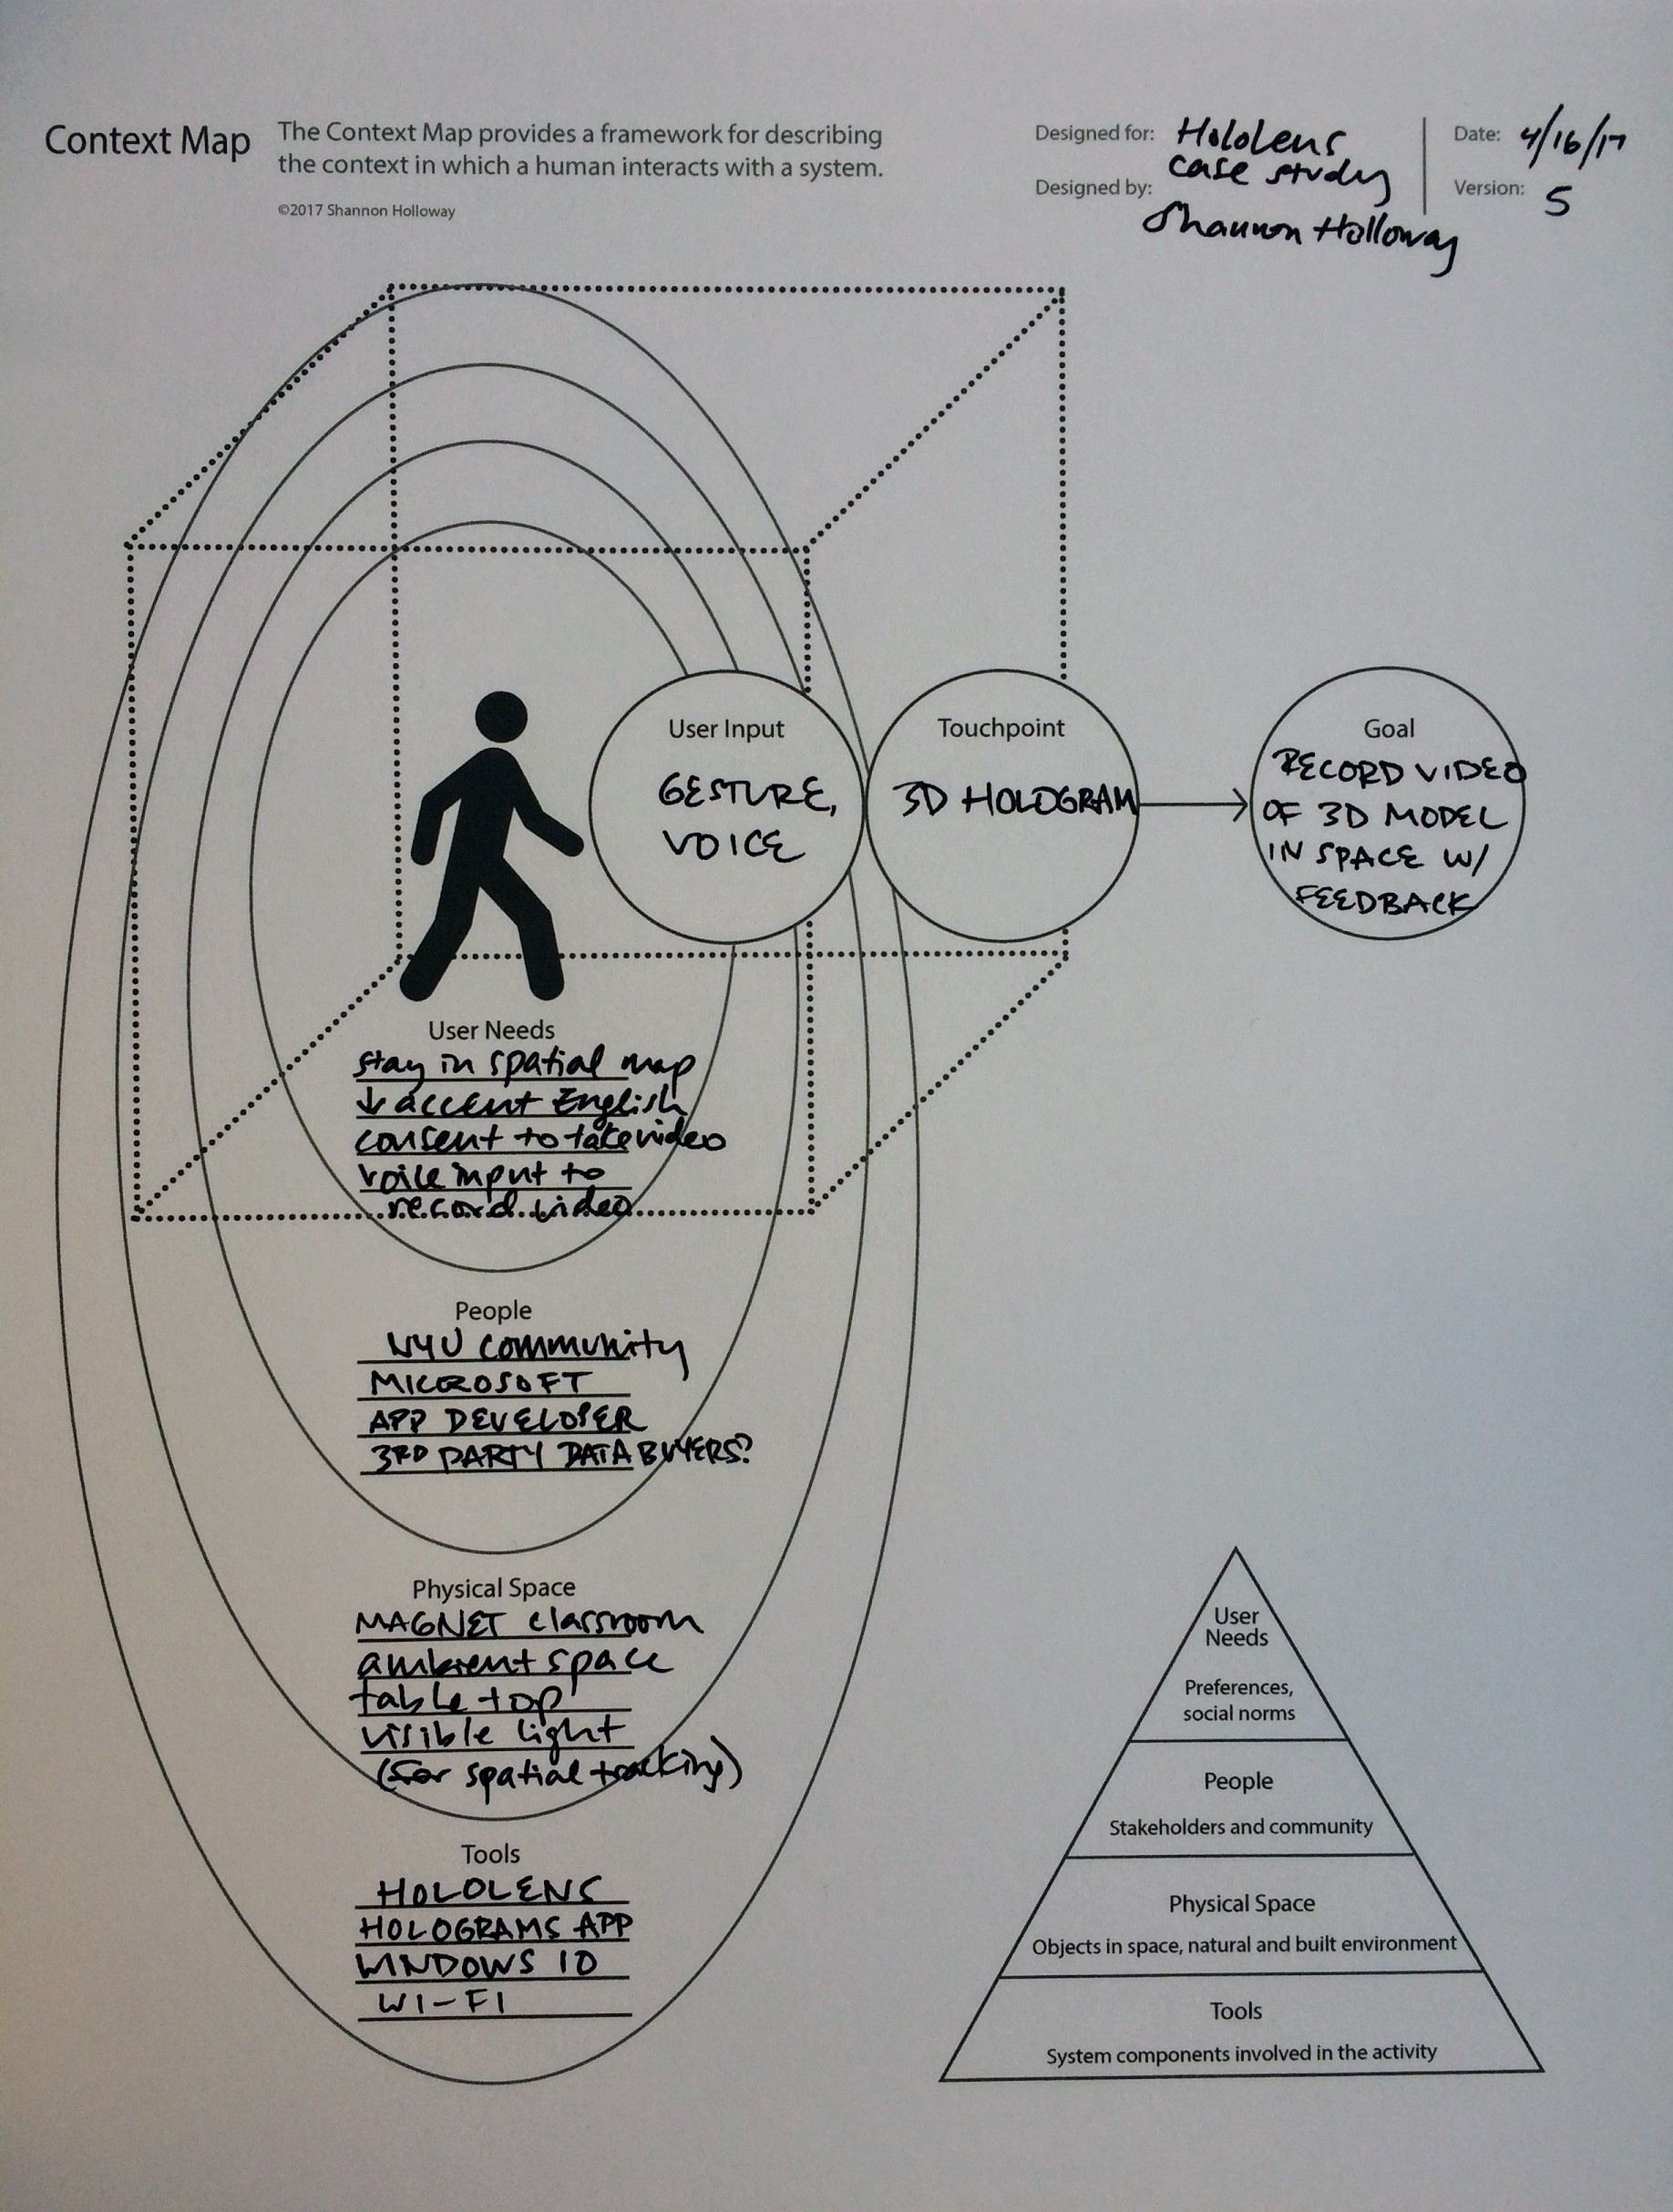 Context Map
The Context Map provides a framework for describing
the context in which a human interacts with a system.
©2017 Shannon Holloway
Designed for: Hololens
case study
Designed by:
Shannon Holloway
Date: 4/16/17
Version: 5
User Input
GESTURE,
VOICE
Touchpoint
3D HOLOGRAM
Goal
RECORD VIDEO
OF 3D MODEL
IN SPACE W/
FEEDBACK
User Needs
stay in spatial map
↓ accent English
consent to take video
voice input to
record video
People
NYU community
MICROSOFT
APP DEVELOPER
3RD PARTY DATA BUYERS?
Physical Space
MAGNET classroom
ambient space
table top
visible light
(for spatial tracking)
Tools
HOLOLENS
HOLOGRAMS APP
WINDOWS 10
WI-FI
User
Needs
Preferences,
social norms
People
Stakeholders and community
Physical Space
Objects in space, natural and built environment
Tools
System components involved in the activity